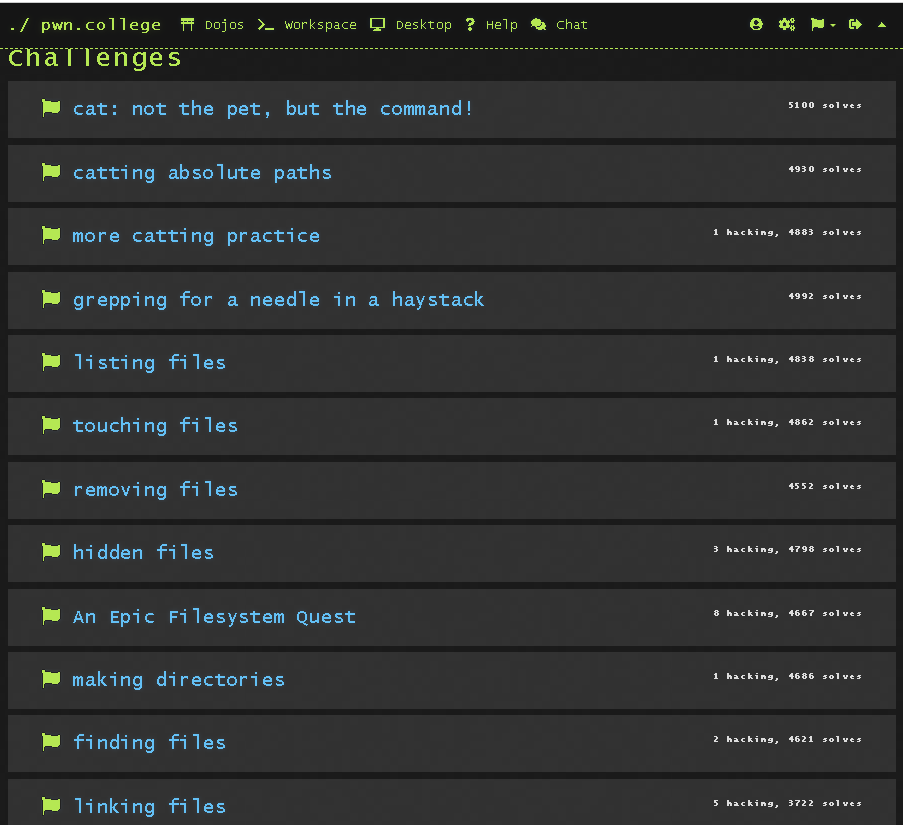 ./ pwn.college Dojos Workspace Desktop Help Chat
Challenges
cat: not the pet, but the command! 5100 solves
catting absolute paths 4930 solves
more catting practice 1 hacking, 4883 solves
grepping for a needle in a haystack 4992 solves
listing files 1 hacking, 4838 solves
touching files 1 hacking, 4862 solves
removing files 4552 solves
hidden files 3 hacking, 4798 solves
An Epic Filesystem Quest 8 hacking, 4667 solves
making directories 1 hacking, 4686 solves
finding files 2 hacking, 4621 solves
linking files 5 hacking, 3722 solves